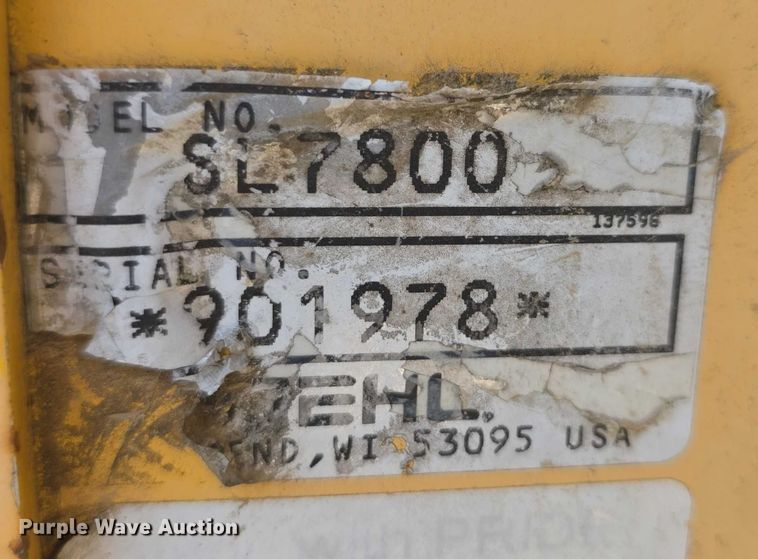 MODEL NO.
SL7800
137596
SERIAL NO.
*901978*
EHL
END, WI 53095 USA
Purple Wave Auction